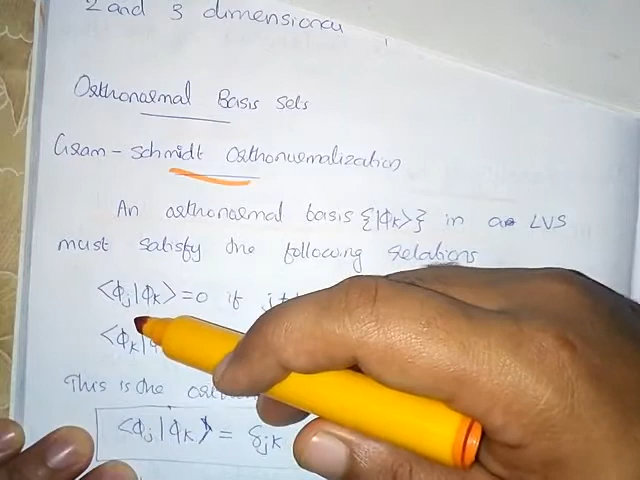 2 and 3 dimensional
Orthonormal Basis sets
Gram-schmidt Orthonormalization
An orthonormal basis {|ϕₖ>} in a LVS
must satisfy the following relations
<ϕⱼ|ϕₖ> = 0 if
<ϕₖ|
This is the
<ϕⱼ|ϕₖ> = δⱼₖ